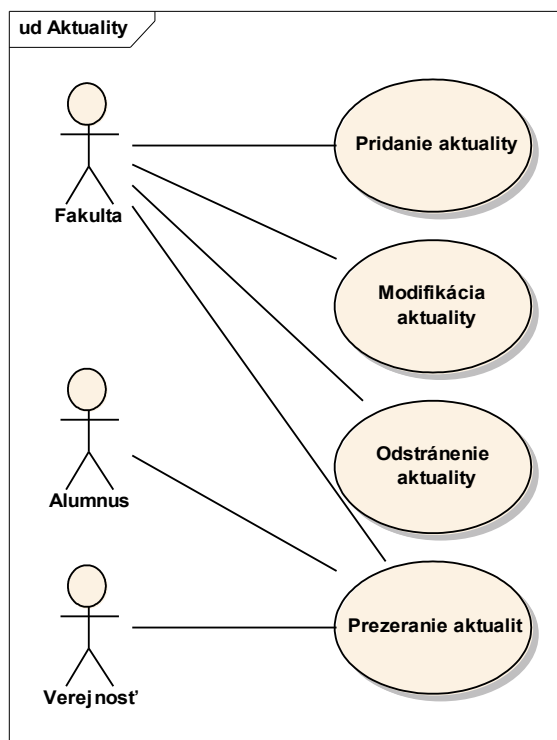 ud Aktuality
Pridanie aktuality
Fakulta
Modifikácia
aktuality
Odstránenie
aktuality
Alumnus
Prezeranie aktualit
Verejnosť